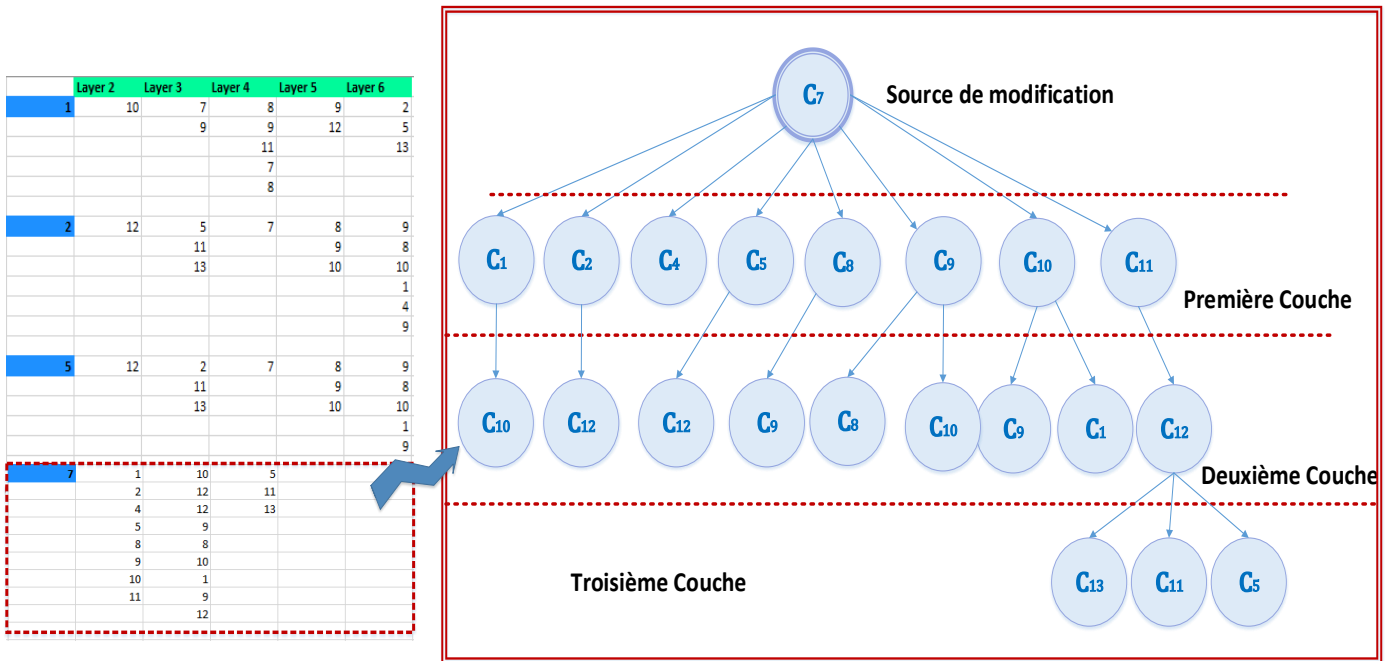 Layer 2 Layer 3 Layer 4 Layer 5 Layer 6
1 10 7 8 9 2
9 9 12 5
11 13
7
8
2 12 5 7 8 9
11 9 8
13 10 10
1
4
9
5 12 2 7 8 9
11 9 8
13 10 10
1
9
7 1 10 5
2 12 11
4 12 13
5 9
8 8
9 10
10 1
11 9
12
C7 Source de modification
C1 C2 C4 C5 C8 C9 C10 C11
Première Couche
C10 C12 C12 C9 C8 C10 C9 C1 C12
Deuxième Couche
Troisième Couche C13 C11 C5